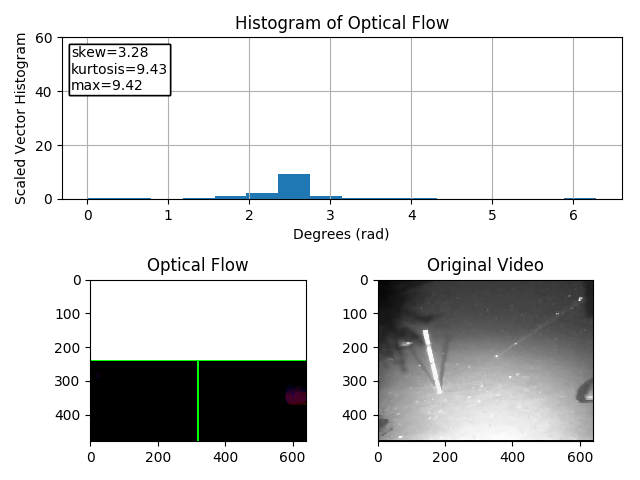 Histogram of Optical Flow
Scaled Vector Histogram
60
40
20
0
skew=3.28
kurtosis=9.43
max=9.42
0 1 2 3 4 5 6
Degrees (rad)
Optical Flow
0
100
200
300
400
0 200 400 600
Original Video
0
100
200
300
400
0 200 400 600